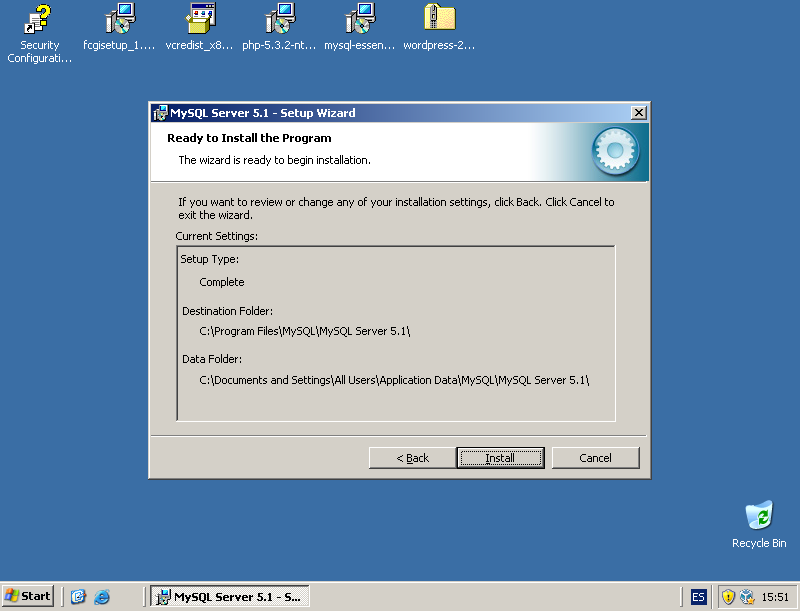 Security
Configurati...
fcgisetup_1....
vcredist_x8...
php-5.3.2-nt...
mysql-essen...
wordpress-2...
MySQL Server 5.1 - Setup Wizard
Ready to Install the Program
The wizard is ready to begin installation.
If you want to review or change any of your installation settings, click Back. Click Cancel to
exit the wizard.
Current Settings:
Setup Type:
Complete
Destination Folder:
C:\Program Files\MySQL\MySQL Server 5.1\
Data Folder:
C:\Documents and Settings\All Users\Application Data\MySQL\MySQL Server 5.1\
< Back
Install
Cancel
Recycle Bin
Start
MySQL Server 5.1 - S...
ES
15:51